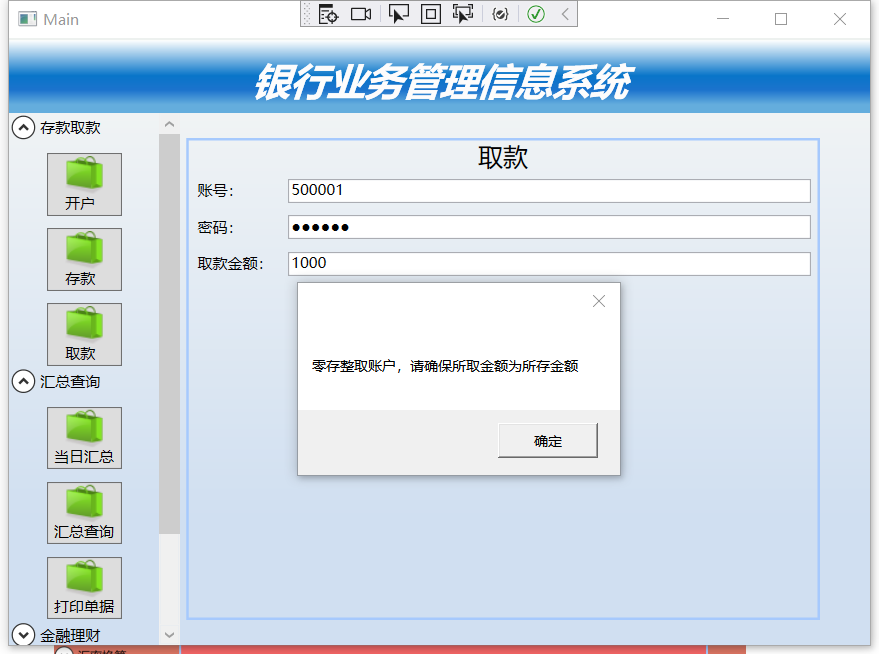 Main
银行业务管理信息系统
存款取款
开户
存款
取款
汇总查询
当日汇总
汇总查询
打印单据
金融理财
取款
账号:
500001
密码:
●●●●●●
取款金额:
1000
零存整取账户，请确保所取金额为所存金额
确定